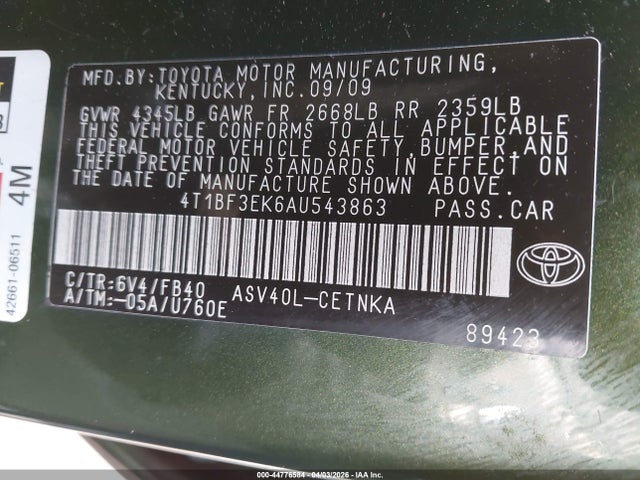 MFD.BY:TOYOTA MOTOR MANUFACTURING,
KENTUCKY,INC.09/09
GVWR 4345LB GAWR FR 2668LB RR 2359LB
THIS VEHICLE CONFORMS TO ALL APPLICABLE
FEDERAL MOTOR VEHICLE SAFETY,BUMPER,AND
THEFT PREVENTION STANDARDS IN EFFECT ON
THE DATE OF MANUFACTURE SHOWN ABOVE.
4T1BF3EK6AU543863 PASS.CAR
C/TR:6V4/FB40 ASV40L-CETNKA
A/TM:-05A/U760E
89423
42661-06511
4M
000-44776584 - 04/03/2026 - IAA Inc.